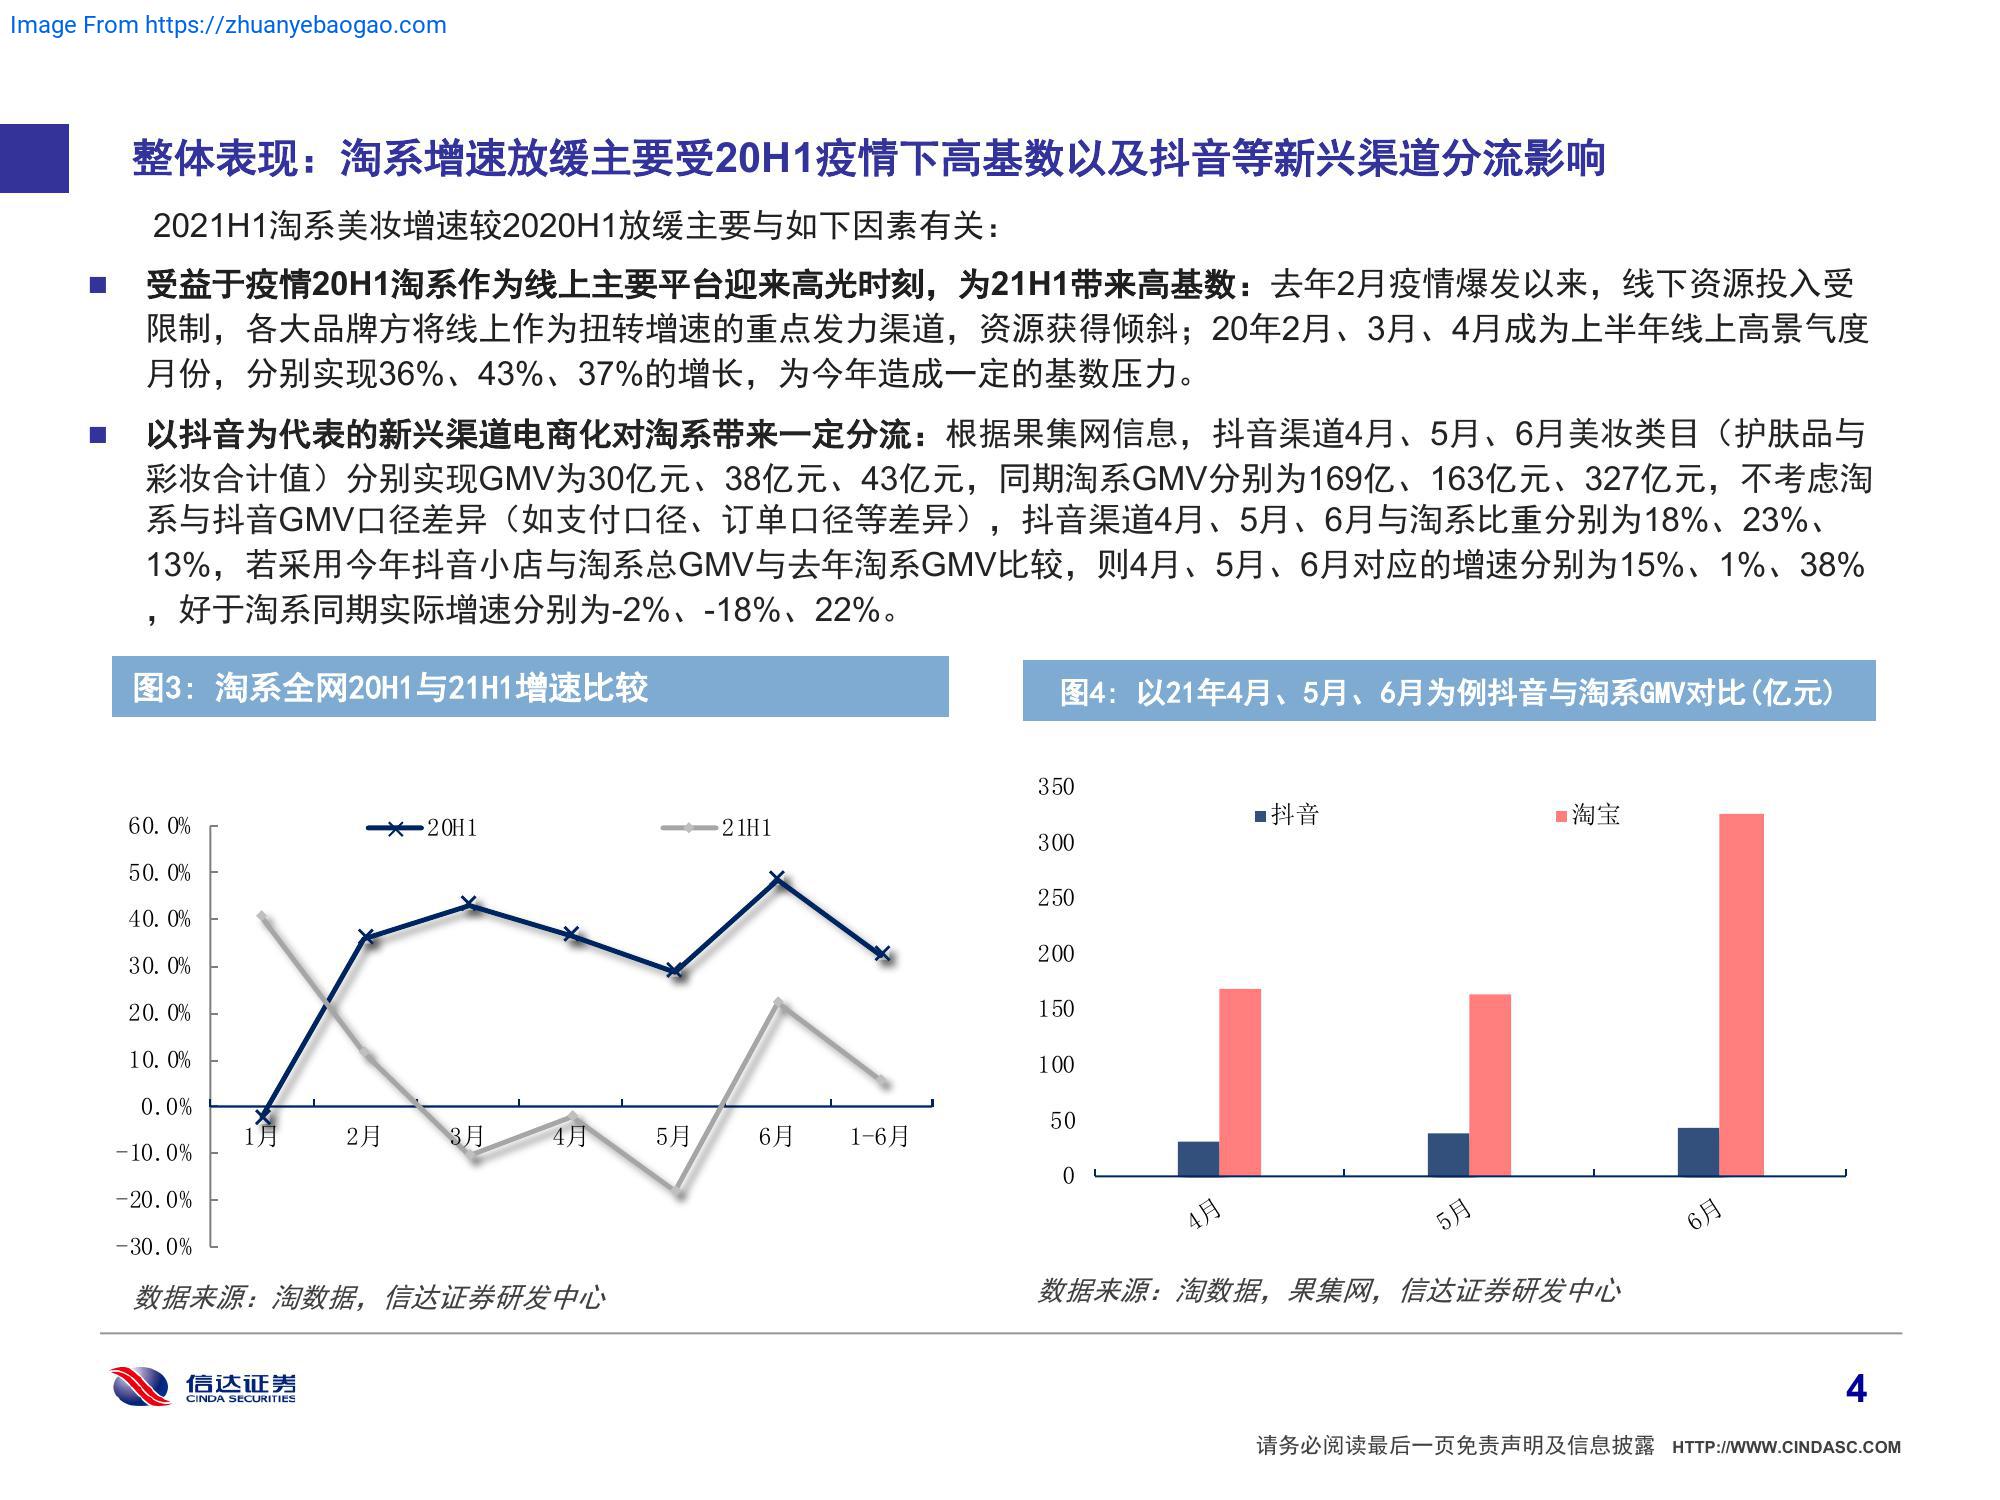 Image From https://zhuanyebaogao.com
整体表现：淘系增速放缓主要受20H1疫情下高基数以及抖音等新兴渠道分流影响
2021H1淘系美妆增速较2020H1放缓主要与如下因素有关：
■ 受益于疫情20H1淘系作为线上主要平台迎来高光时刻，为21H1带来高基数：去年2月疫情爆发以来，线下资源投入受
限制，各大品牌方将线上作为扭转增速的重点发力渠道，资源获得倾斜；20年2月、3月、4月成为上半年线上高景气度
月份，分别实现36%、43%、37%的增长，为今年造成一定的基数压力。
■ 以抖音为代表的新兴渠道电商化对淘系带来一定分流：根据果集网信息，抖音渠道4月、5月、6月美妆类目（护肤品与
彩妆合计值）分别实现GMV为30亿元、38亿元、43亿元，同期淘系GMV分别为169亿、163亿元、327亿元，不考虑淘
系与抖音GMV口径差异（如支付口径、订单口径等差异），抖音渠道4月、5月、6月与淘系比重分别为18%、23%、
13%，若采用今年抖音小店与淘系总GMV与去年淘系GMV比较，则4月、5月、6月对应的增速分别为15%、1%、38%
，好于淘系同期实际增速分别为-2%、-18%、22%。
图3：淘系全网20H1与21H1增速比较
20H1 21H1
60.0%
50.0%
40.0%
30.0%
20.0%
10.0%
0.0%
-10.0%
-20.0%
-30.0%
1月 2月 3月 4月 5月 6月 1-6月
数据来源：淘数据，信达证券研发中心
图4：以21年4月、5月、6月为例抖音与淘系GMV对比(亿元)
抖音 淘宝
350
300
250
200
150
100
50
0
4月 5月 6月
数据来源：淘数据，果集网，信达证券研发中心
信达证券
CINDA SECURITIES
4
请务必阅读最后一页免责声明及信息披露 HTTP://WWW.CINDASC.COM